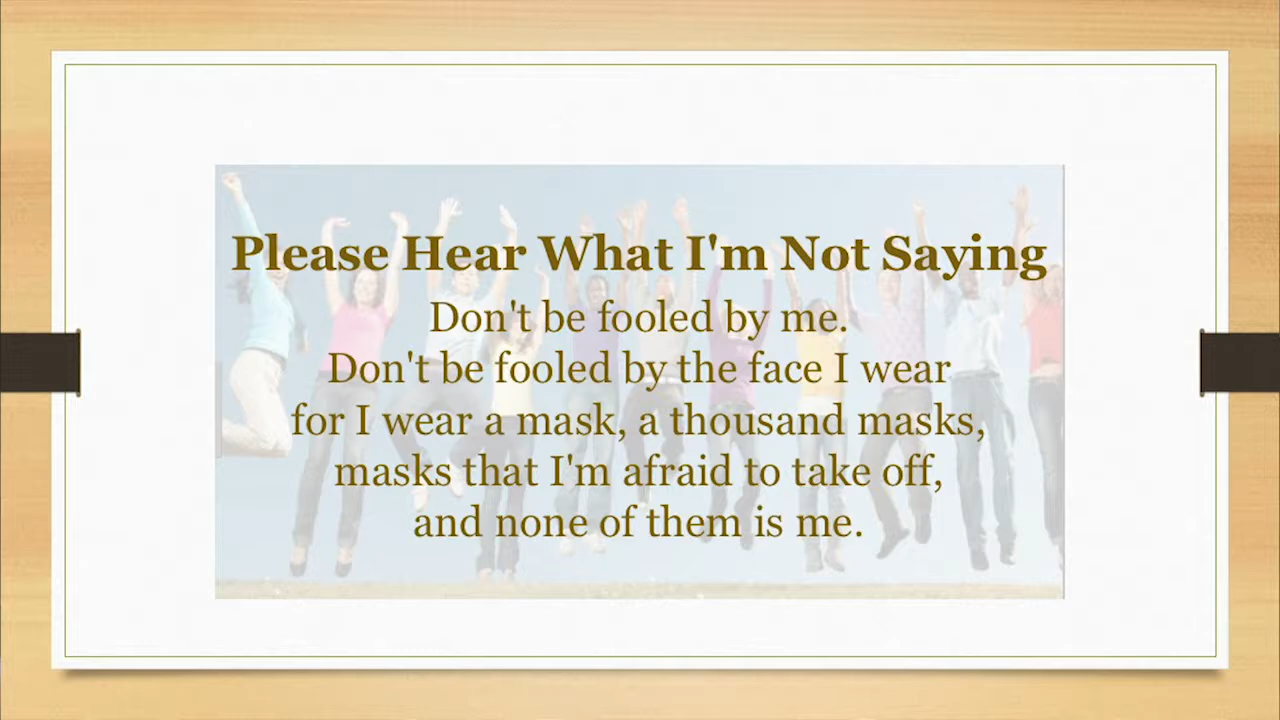 Please Hear What I'm Not Saying
Don't be fooled by me.
Don't be fooled by the face I wear
for I wear a mask, a thousand masks,
masks that I'm afraid to take off,
and none of them is me.